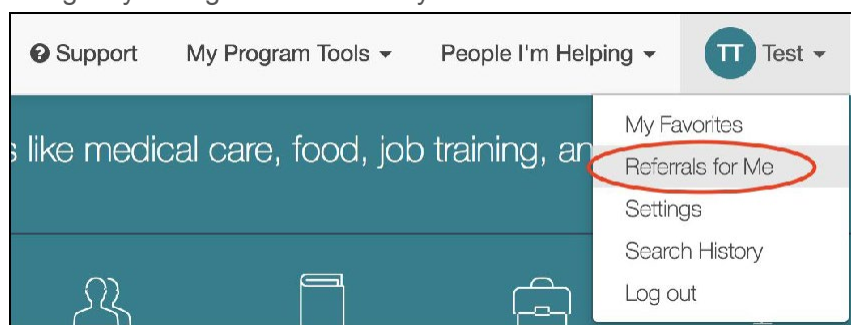 Support My Program Tools People I'm Helping TT Test
like medical care, food, job training, an
My Favorites
Referrals for Me
Settings
Search History
Log out